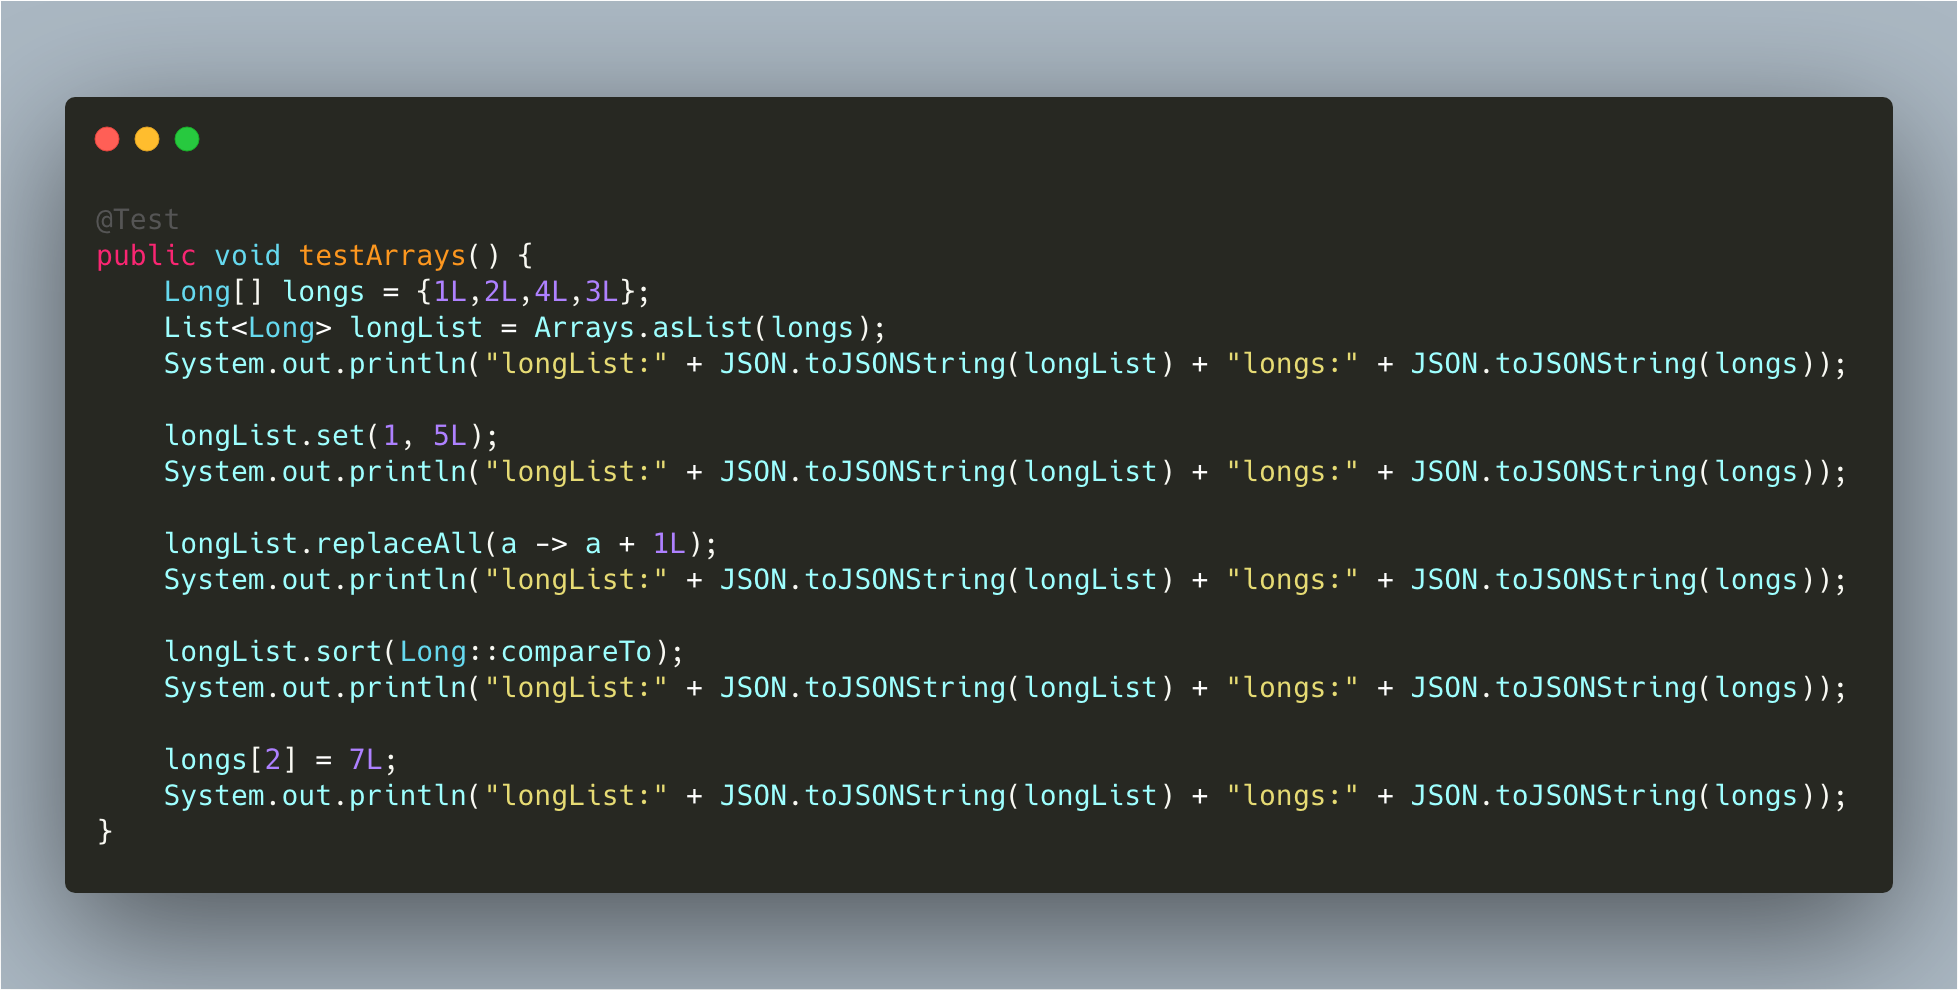 @Test
public void testArrays() {
    Long[] longs = {1L,2L,4L,3L};
    List<Long> longList = Arrays.asList(longs);
    System.out.println("longList:" + JSON.toJSONString(longList) + "longs:" + JSON.toJSONString(longs));

    longList.set(1, 5L);
    System.out.println("longList:" + JSON.toJSONString(longList) + "longs:" + JSON.toJSONString(longs));

    longList.replaceAll(a -> a + 1L);
    System.out.println("longList:" + JSON.toJSONString(longList) + "longs:" + JSON.toJSONString(longs));

    longList.sort(Long::compareTo);
    System.out.println("longList:" + JSON.toJSONString(longList) + "longs:" + JSON.toJSONString(longs));

    longs[2] = 7L;
    System.out.println("longList:" + JSON.toJSONString(longList) + "longs:" + JSON.toJSONString(longs));
}